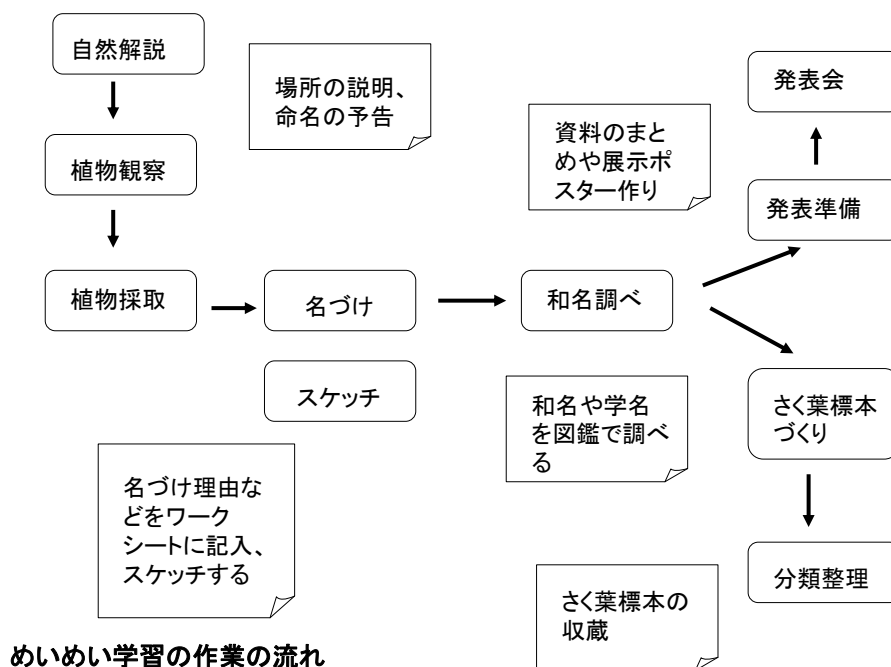 自然解説
場所の説明、
命名の予告
植物観察
植物採取
名づけ
スケッチ
名づけ理由な
どをワーク
シートに記入、
スケッチする
和名調べ
和名や学名
を図鑑で調べ
る
資料のまと
めや展示ポ
スター作り
発表会
発表準備
さく葉標本
づくり
分類整理
さく葉標本の
収蔵
めいめい学習の作業の流れ